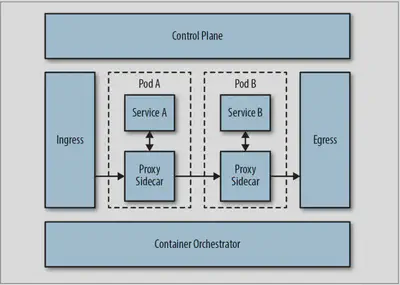 Control Plane
Pod A
Pod B
Ingress
Service A
Service B
Egress
Proxy
Sidecar
Proxy
Sidecar
Container Orchestrator